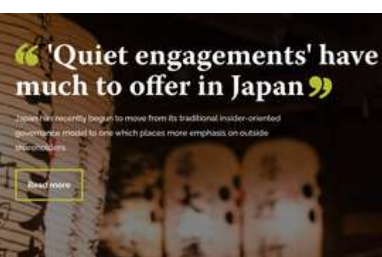 “ 'Quiet engagements' have
much to offer in Japan ”
Japan has recently begun to move from its traditional insider-oriented
governance model to one which places more emphasis on outside
shareholders.
Read more